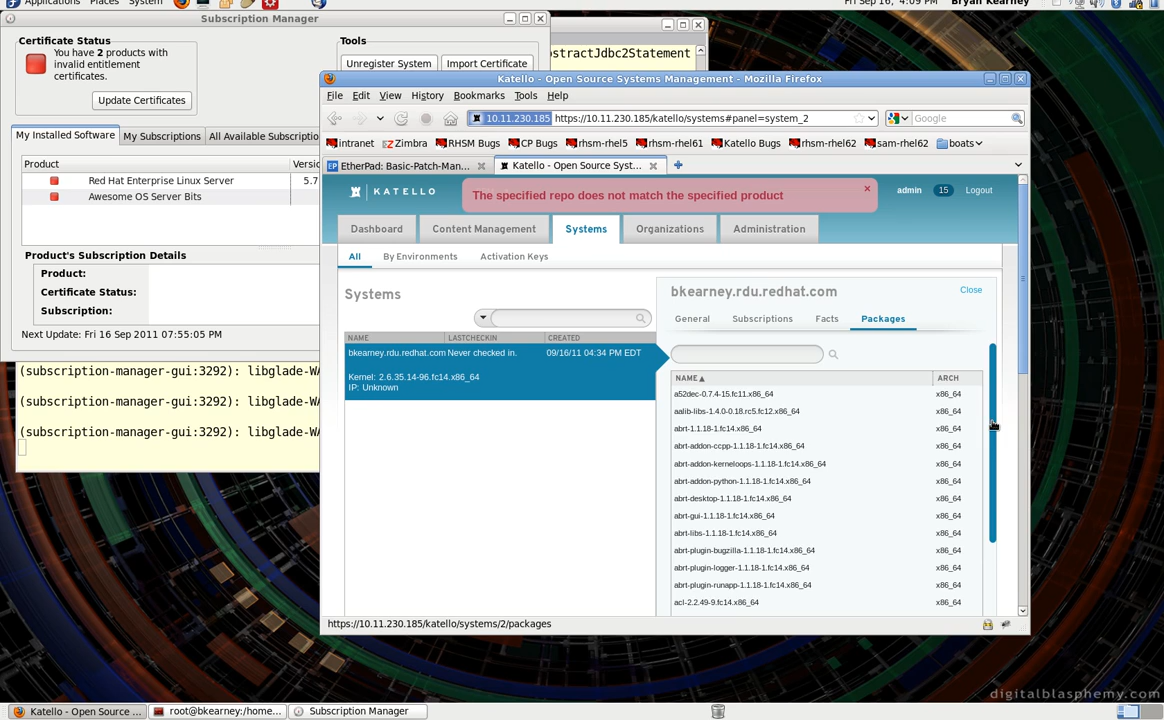 Applications Places System
Fri Sep 16, 4:09 PM Bryan Kearney
Subscription Manager
Certificate Status
You have 2 products with
invalid entitlement
certificates.
Update Certificates
Tools
Unregister System Import Certificate
My Installed Software My Subscriptions All Available Subscriptio
Product Versio
Red Hat Enterprise Linux Server 5.7
Awesome OS Server Bits
Product's Subscription Details
Product:
Certificate Status:
Subscription:
Next Update: Fri 16 Sep 2011 07:55:05 PM
(subscription-manager-gui:3292): libglade-WA
(subscription-manager-gui:3292): libglade-WA
(subscription-manager-gui:3292): libglade-WA
bstractJdbc2Statement
Katello - Open Source Systems Management - Mozilla Firefox
File Edit View History Bookmarks Tools Help
10.11.230.185 https://10.11.230.185/katello/systems#panel=system_2
Google
intranet Zimbra RHSM Bugs CP Bugs rhsm-rhel5 rhsm-rhel61 Katello Bugs rhsm-rhel62 sam-rhel62 boats
EP EtherPad: Basic-Patch-Man... Katello - Open Source Syst...
KATELLO
The specified repo does not match the specified product
admin 15 Logout
Dashboard Content Management Systems Organizations Administration
All By Environments Activation Keys
Systems
NAME LASTCHECKIN CREATED
bkearney.rdu.redhat.com Never checked in. 09/16/11 04:34 PM EDT
Kernel: 2.6.35.14-96.fc14.x86_64
IP: Unknown
bkearney.rdu.redhat.com Close
General Subscriptions Facts Packages
NAME ▲ ARCH
a52dec-0.7.4-15.fc11.x86_64 x86_64
aalib-libs-1.4.0-0.18.rc5.fc12.x86_64 x86_64
abrt-1.1.18-1.fc14.x86_64 x86_64
abrt-addon-ccpp-1.1.18-1.fc14.x86_64 x86_64
abrt-addon-kerneloops-1.1.18-1.fc14.x86_64 x86_64
abrt-addon-python-1.1.18-1.fc14.x86_64 x86_64
abrt-desktop-1.1.18-1.fc14.x86_64 x86_64
abrt-gui-1.1.18-1.fc14.x86_64 x86_64
abrt-libs-1.1.18-1.fc14.x86_64 x86_64
abrt-plugin-bugzilla-1.1.18-1.fc14.x86_64 x86_64
abrt-plugin-logger-1.1.18-1.fc14.x86_64 x86_64
abrt-plugin-runapp-1.1.18-1.fc14.x86_64 x86_64
acl-2.2.49-9.fc14.x86_64 x86_64
https://10.11.230.185/katello/systems/2/packages
digitalblasphemy.com
Katello - Open Source ... root@bkearney:/home... Subscription Manager